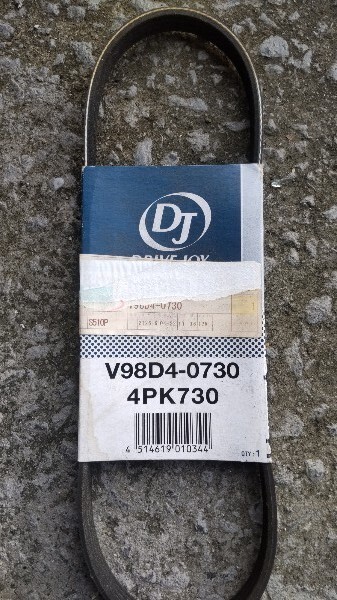 DJ
DRIVE JOY
V98D4-0730
S510P
V98D4-0730
4PK730
4 514619 010344
QTY: 1